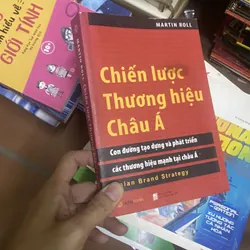 MARTIN ROLL
Chiến lược
Thương hiệu
Châu Á
Con đường tạo dựng và phát triển
các thương hiệu mạnh tại châu Á
Asian Brand Strategy
GIỚI TÍNH